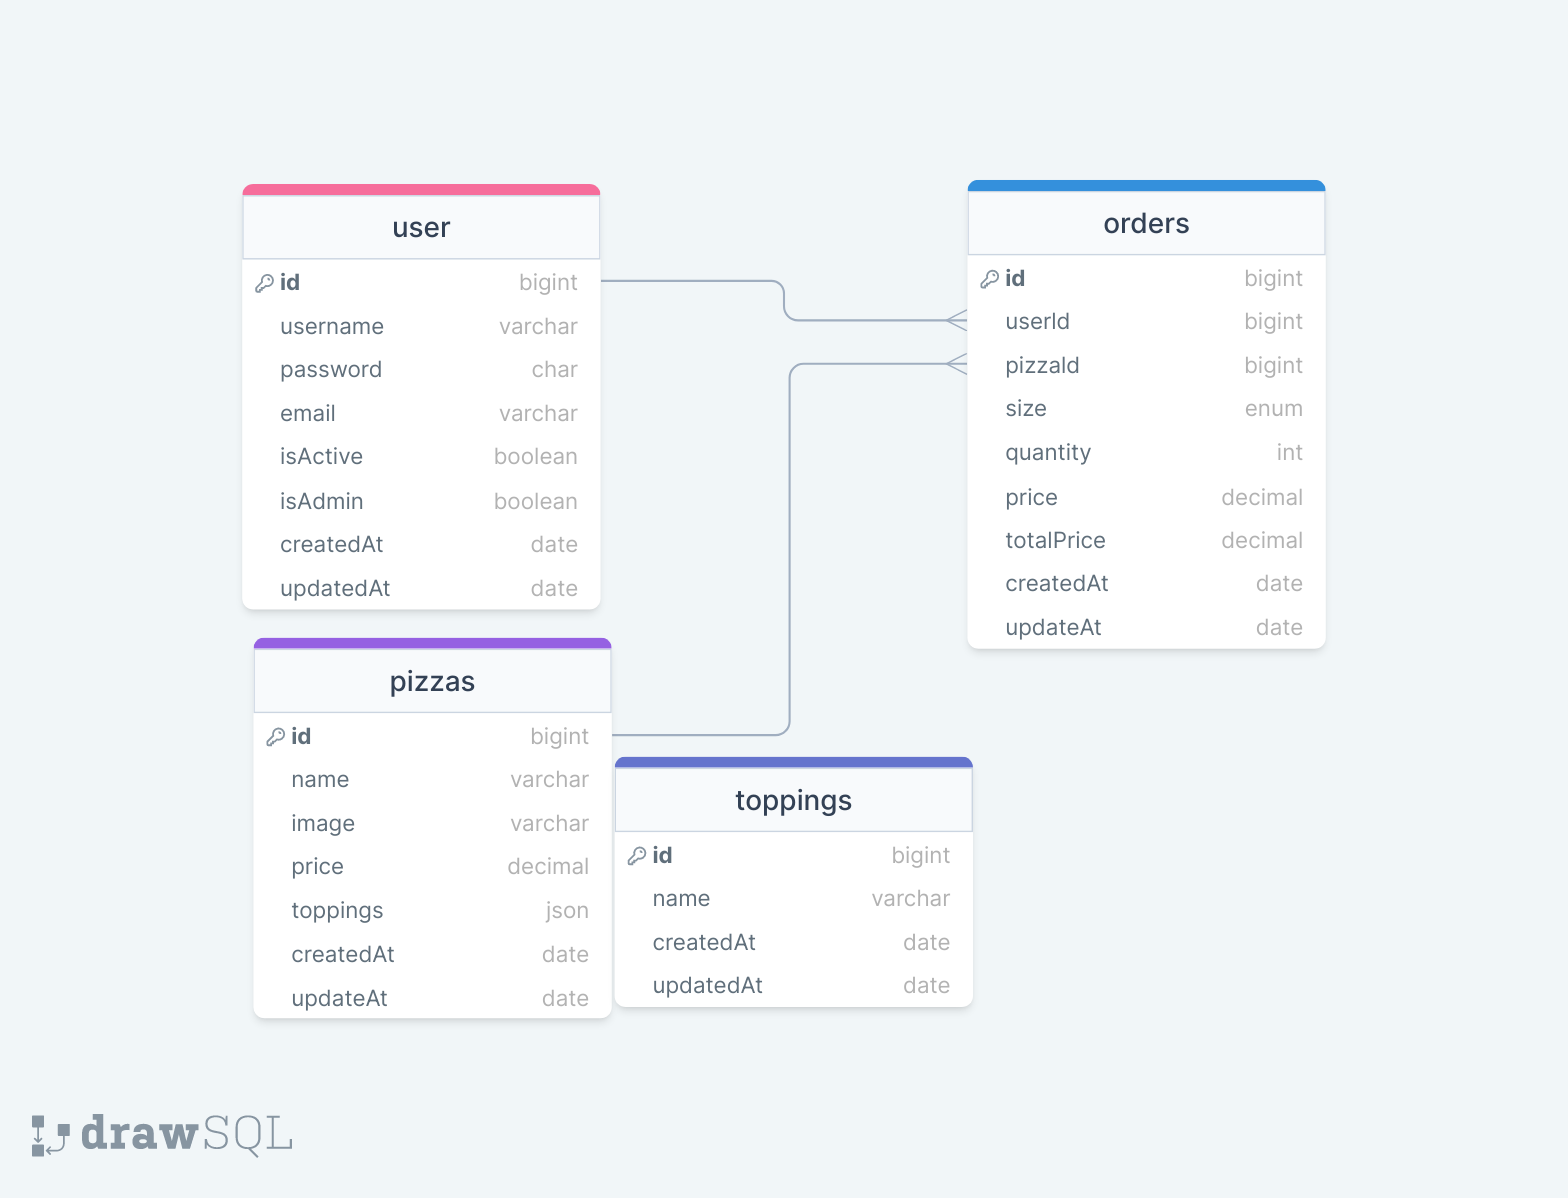 user
id bigint
username varchar
password char
email varchar
isActive boolean
isAdmin boolean
createdAt date
updatedAt date
orders
id bigint
userId bigint
pizzaId bigint
size enum
quantity int
price decimal
totalPrice decimal
createdAt date
updateAt date
pizzas
id bigint
name varchar
image varchar
price decimal
toppings json
createdAt date
updateAt date
toppings
id bigint
name varchar
createdAt date
updatedAt date
drawSQL